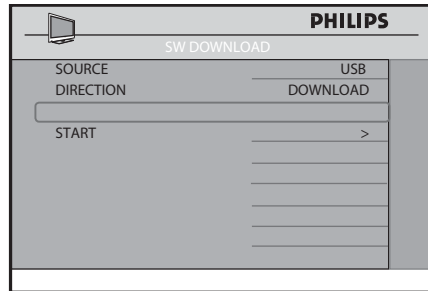 PHILIPS
SW DOWNLOAD
SOURCE USB
DIRECTION DOWNLOAD
START >